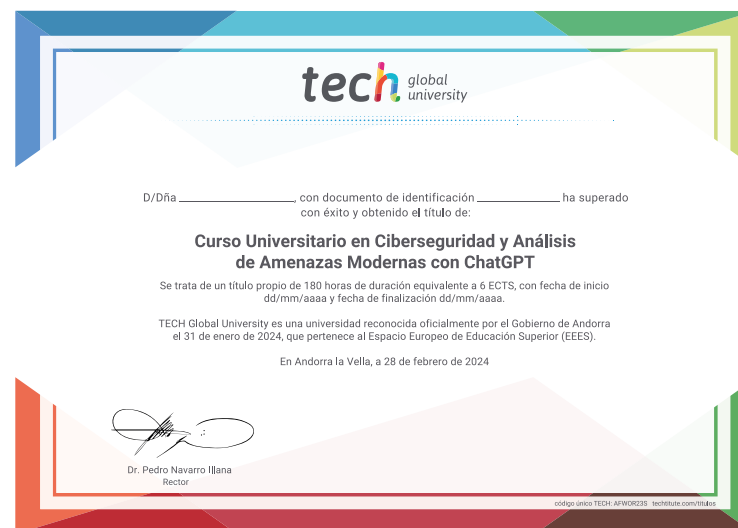 tech global
university
D/Dña ______________, con documento de identificación ______________ ha superado
con éxito y obtenido el título de:
Curso Universitario en Ciberseguridad y Análisis
de Amenazas Modernas con ChatGPT
Se trata de un título propio de 180 horas de duración equivalente a 6 ECTS, con fecha de inicio
dd/mm/aaaa y fecha de finalización dd/mm/aaaa.
TECH Global University es una universidad reconocida oficialmente por el Gobierno de Andorra
el 31 de enero de 2024, que pertenece al Espacio Europeo de Educación Superior (EEES).
En Andorra la Vella, a 28 de febrero de 2024
Dr. Pedro Navarro Illana
Rector
código único TECH: AFWOR23S techtitute.com/titulos